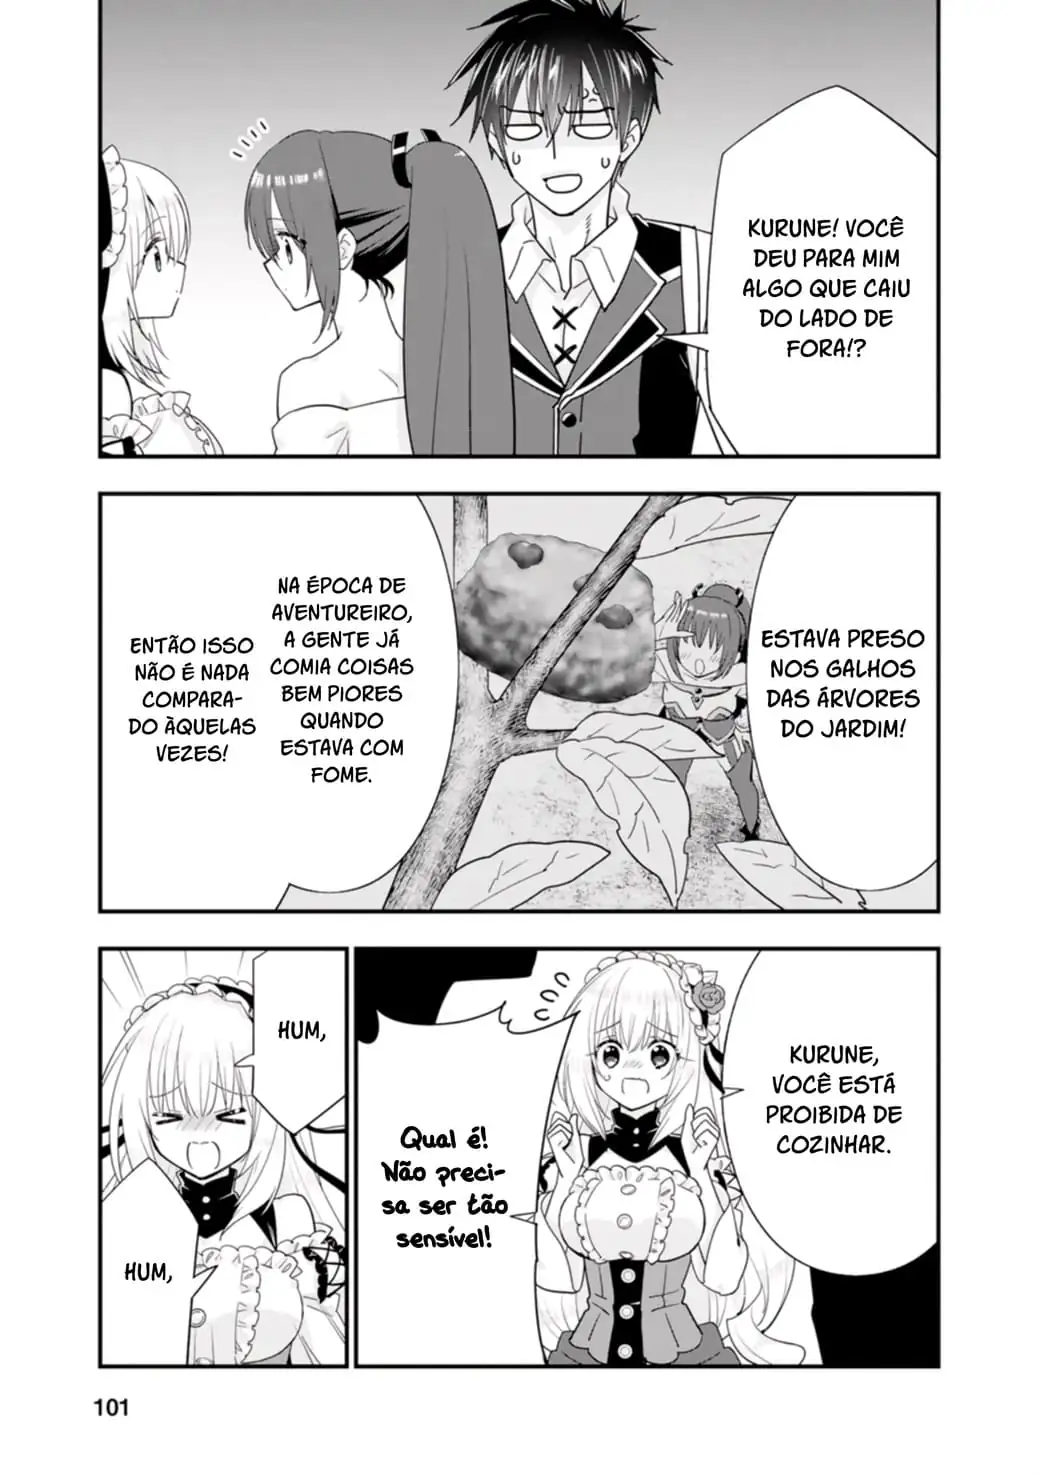 KURUNE! VOCÊ
DEU PARA MIM
ALGO QUE CAIU
DO LADO DE
FORA!?
ESTAVA PRESO
NOS GALHOS
DAS ÁRVORES
DO JARDIM!
NA ÉPOCA DE
AVENTUREIRO,
A GENTE JÁ
COMIA COISAS
BEM PIORES
QUANDO
ESTAVA COM
FOME.
ENTÃO ISSO
NÃO É NADA
COMPARA-
DO ÀQUELAS
VEZES!
KURUNE,
VOCÊ ESTÁ
PROIBIDA DE
COZINHAR.
Qual é!
Não preci-
sa ser tão
sensível!
HUM,
HUM,
101